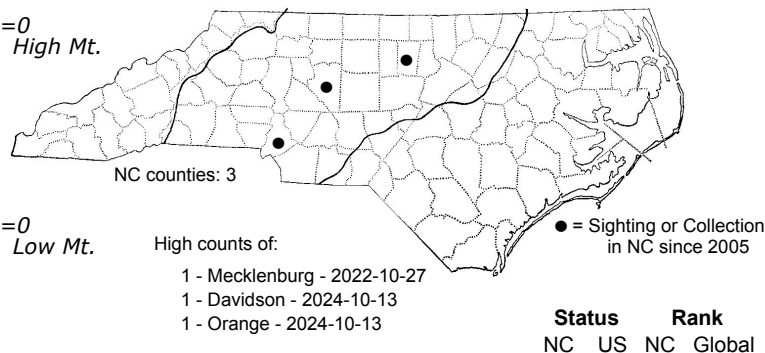 =0
High Mt.
NC counties: 3
=0
Low Mt.
High counts of:
1 - Mecklenburg - 2022-10-27
1 - Davidson - 2024-10-13
1 - Orange - 2024-10-13
● = Sighting or Collection
in NC since 2005
Status Rank
NC US NC Global